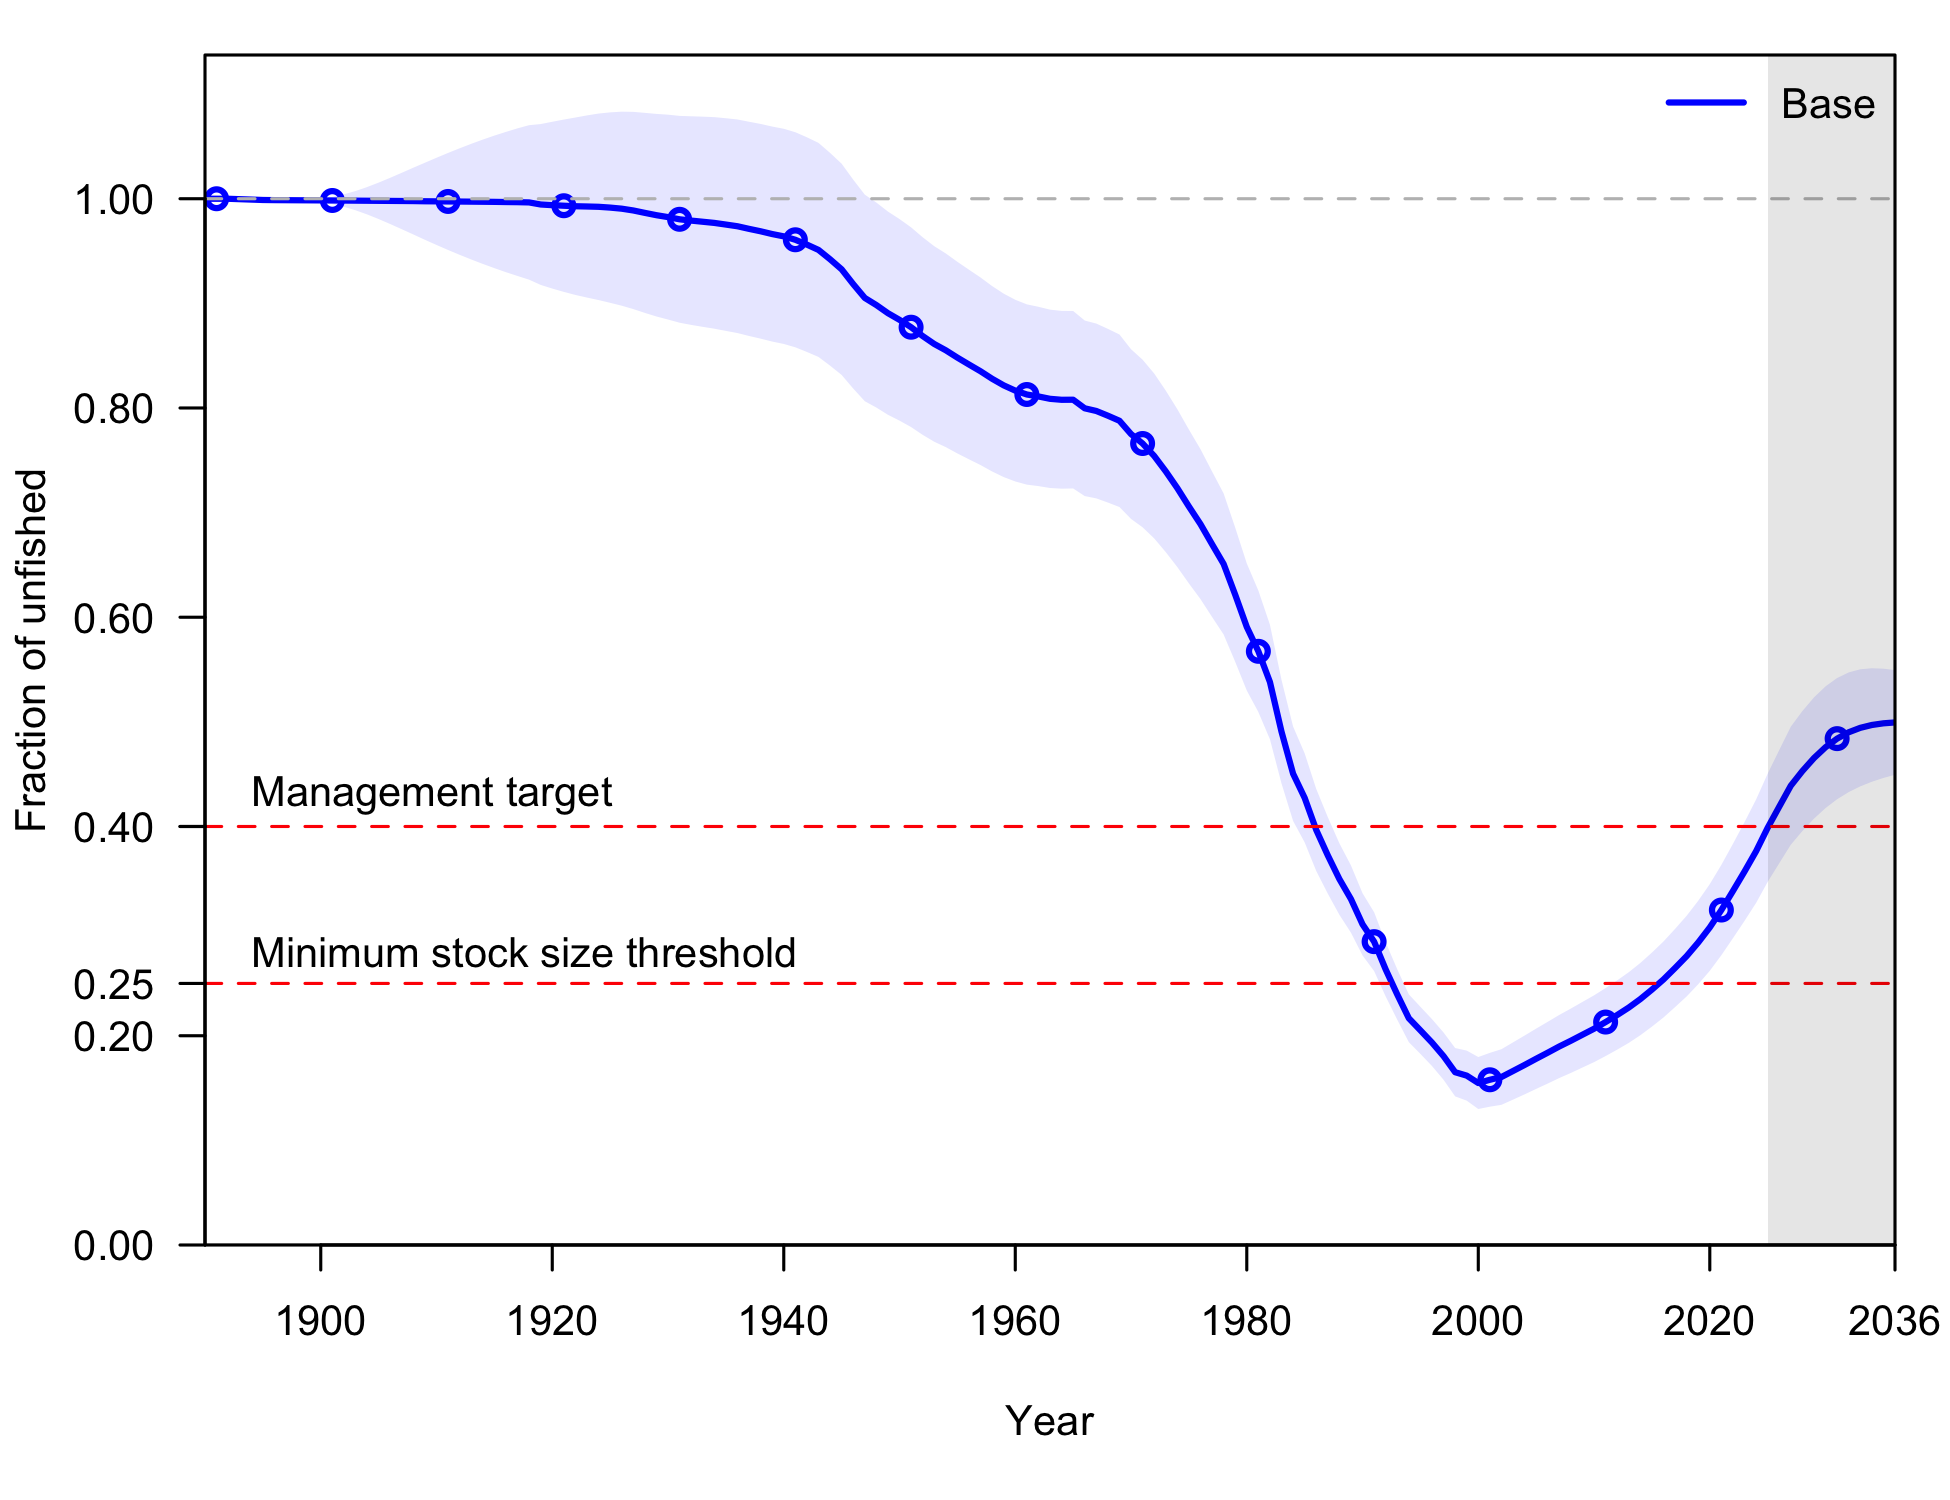 Base
1.00
0.80
0.60
Management target
0.40
Minimum stock size threshold
0.25
0.20
0.00
Fraction of unfished
1900 1920 1940 1960 1980 2000 2020 2036
Year